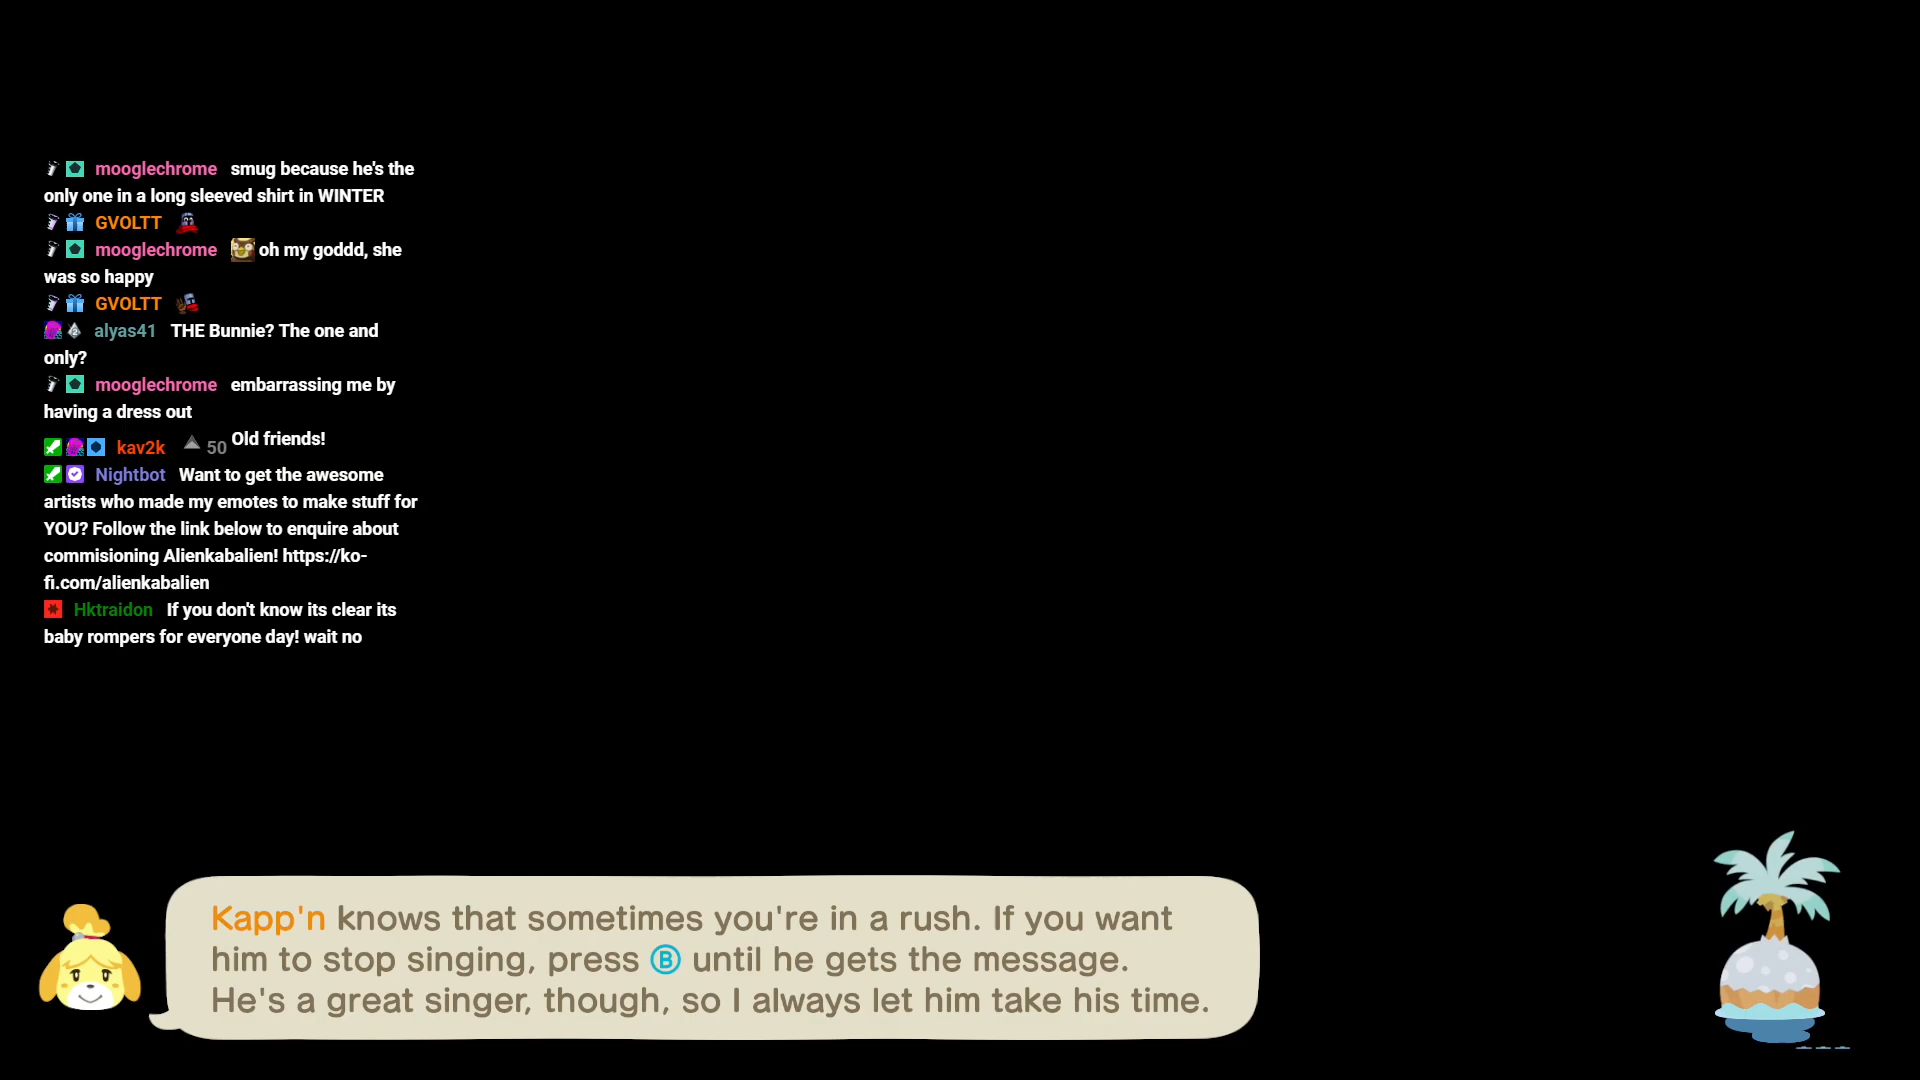 mooglechrome smug because he's the
only one in a long sleeved shirt in WINTER
GVOLTT
mooglechrome oh my goddd, she
was so happy
GVOLTT
alyas41 THE Bunnie? The one and
only?
mooglechrome embarrassing me by
having a dress out
kav2k 50 Old friends!
Nightbot Want to get the awesome
artists who made my emotes to make stuff for
YOU? Follow the link below to enquire about
commisioning Alienkabalien! https://ko-
fi.com/alienkabalien
Hktraidon If you don't know its clear its
baby rompers for everyone day! wait no
Kapp'n knows that sometimes you're in a rush. If you want
him to stop singing, press B until he gets the message.
He's a great singer, though, so I always let him take his time.